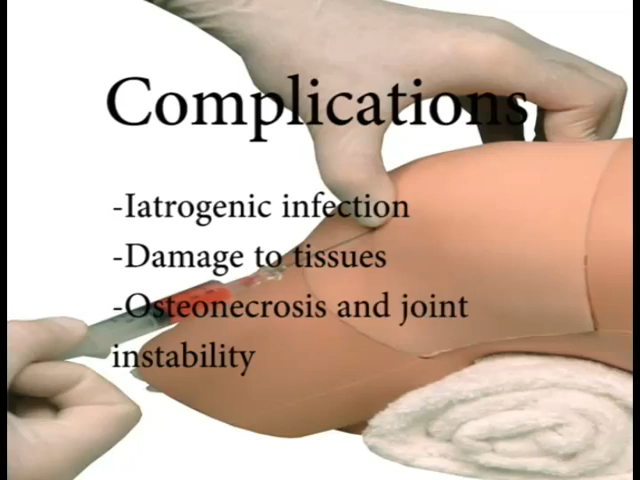 Complications
-Iatrogenic infection
-Damage to tissues
-Osteonecrosis and joint
instability